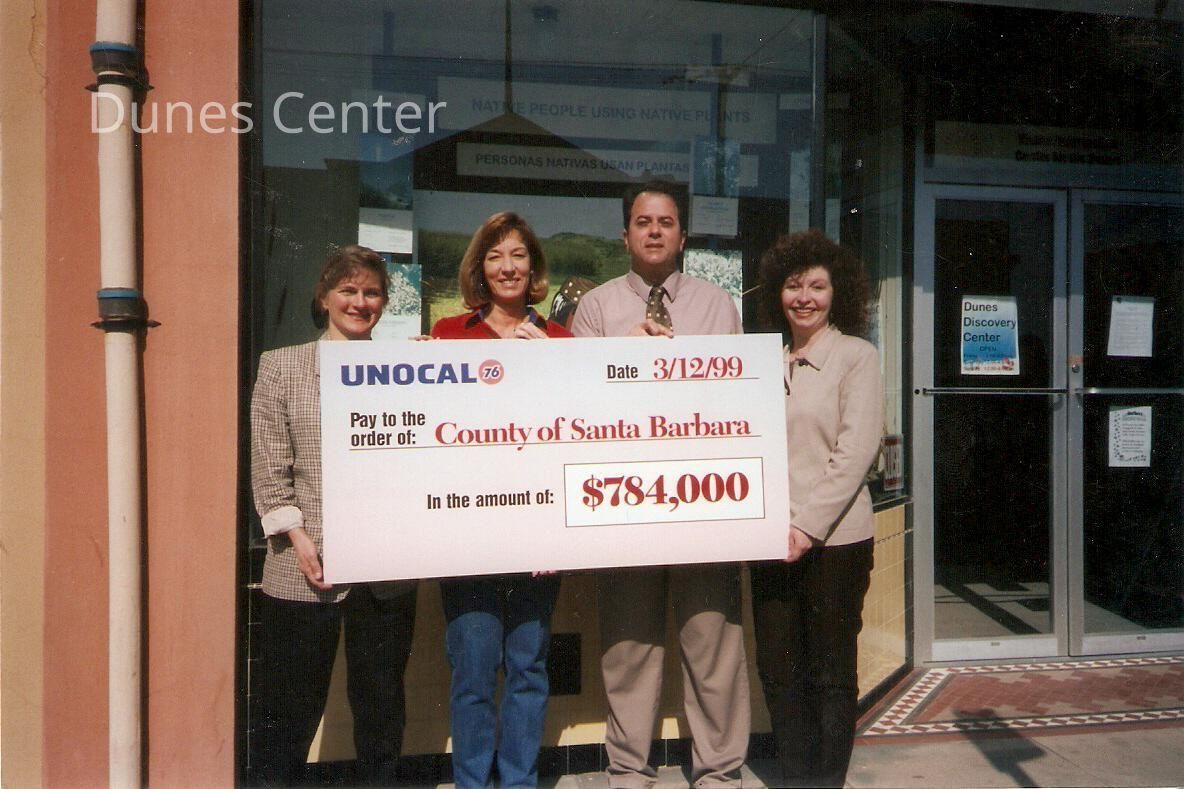 Dunes Center
NATIVE PEOPLE USING NATIVE PLANTS
PERSONAS NATIVAS USAN PLANTAS
UNOCAL 76
Date 3/12/99
Pay to the
order of: County of Santa Barbara
In the amount of: $784,000
Dunes
Discovery
Center
OPEN